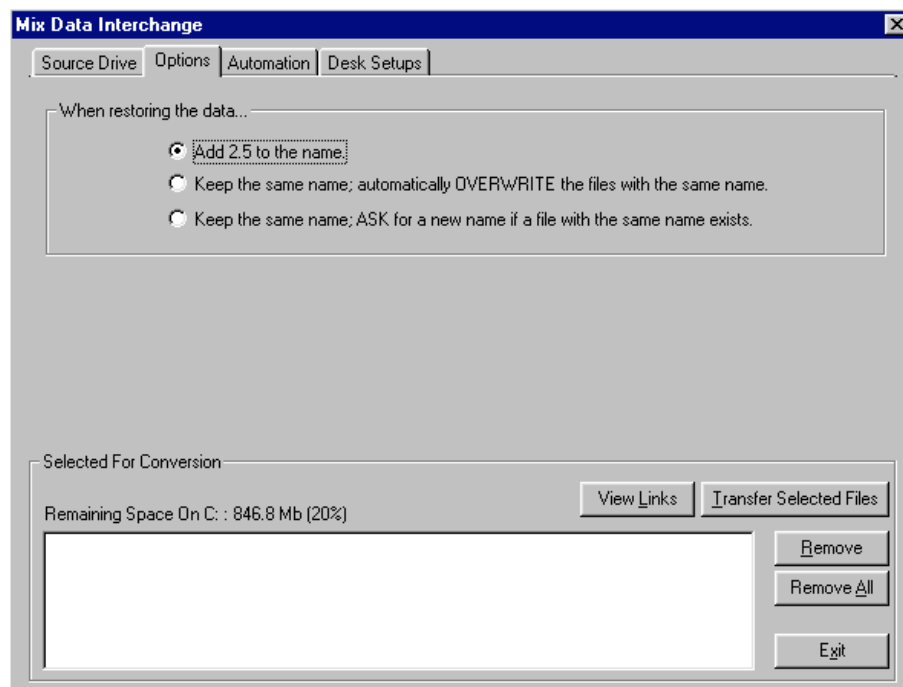 Mix Data Interchange
Source Drive Options Automation Desk Setups
When restoring the data...
Add 2.5 to the name.
Keep the same name; automatically OVERWRITE the files with the same name.
Keep the same name; ASK for a new name if a file with the same name exists.
Selected For Conversion
View Links Transfer Selected Files
Remaining Space On C: : 846.8 Mb (20%)
Remove
Remove All
Exit